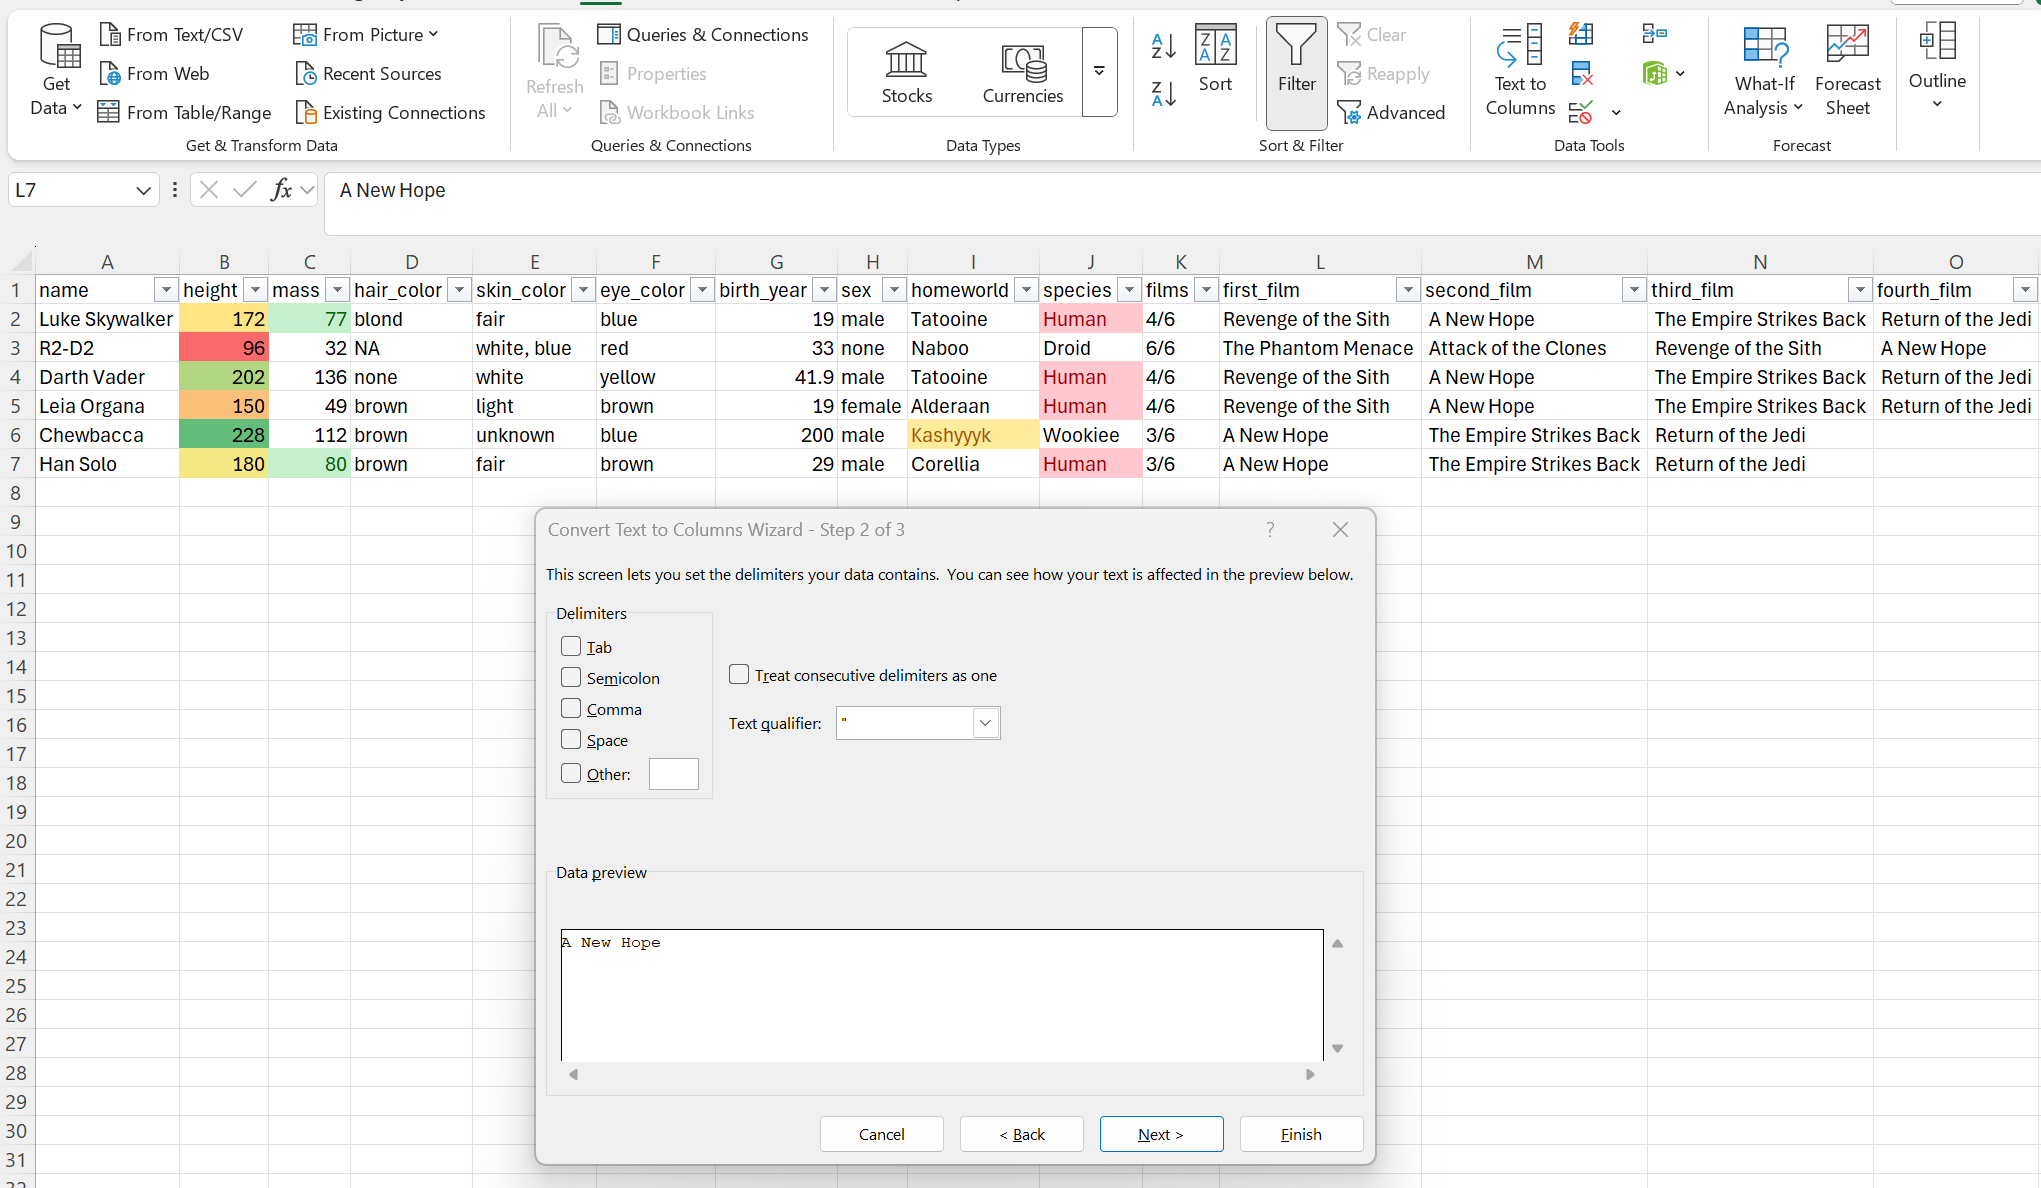 From Text/CSV
From Picture
Queries & Connections
Clear
From Web
Recent Sources
Properties
Reapply
Get Data
From Table/Range
Existing Connections
Refresh All
Workbook Links
Stocks
Currencies
Sort
Filter
Advanced
Text to Columns
What-If Analysis
Forecast Sheet
Outline
Get & Transform Data
Queries & Connections
Data Types
Sort & Filter
Data Tools
Forecast
L7
fx
A New Hope
A B C D E F G H I J K L M N O
1 name height mass hair_color skin_color eye_color birth_year sex homeworld species films first_film second_film third_film fourth_film
2 Luke Skywalker 172 77 blond fair blue 19 male Tatooine Human 4/6 Revenge of the Sith A New Hope The Empire Strikes Back Return of the Jedi
3 R2-D2 96 32 NA white, blue red 33 none Naboo Droid 6/6 The Phantom Menace Attack of the Clones Revenge of the Sith A New Hope
4 Darth Vader 202 136 none white yellow 41.9 male Tatooine Human 4/6 Revenge of the Sith A New Hope The Empire Strikes Back Return of the Jedi
5 Leia Organa 150 49 brown light brown 19 female Alderaan Human 4/6 Revenge of the Sith A New Hope The Empire Strikes Back Return of the Jedi
6 Chewbacca 228 112 brown unknown blue 200 male Kashyyyk Wookiee 3/6 A New Hope The Empire Strikes Back Return of the Jedi
7 Han Solo 180 80 brown fair brown 29 male Corellia Human 3/6 A New Hope The Empire Strikes Back Return of the Jedi
8
9
10
11
12
13
14
15
16
17
18
19
20
21
22
23
24
25
26
27
28
29
30
31
Convert Text to Columns Wizard - Step 2 of 3
?
This screen lets you set the delimiters your data contains.  You can see how your text is affected in the preview below.
Delimiters
Tab
Semicolon
Comma
Space
Other:
Treat consecutive delimiters as one
Text qualifier: "
Data preview
A New Hope
Cancel
< Back
Next >
Finish